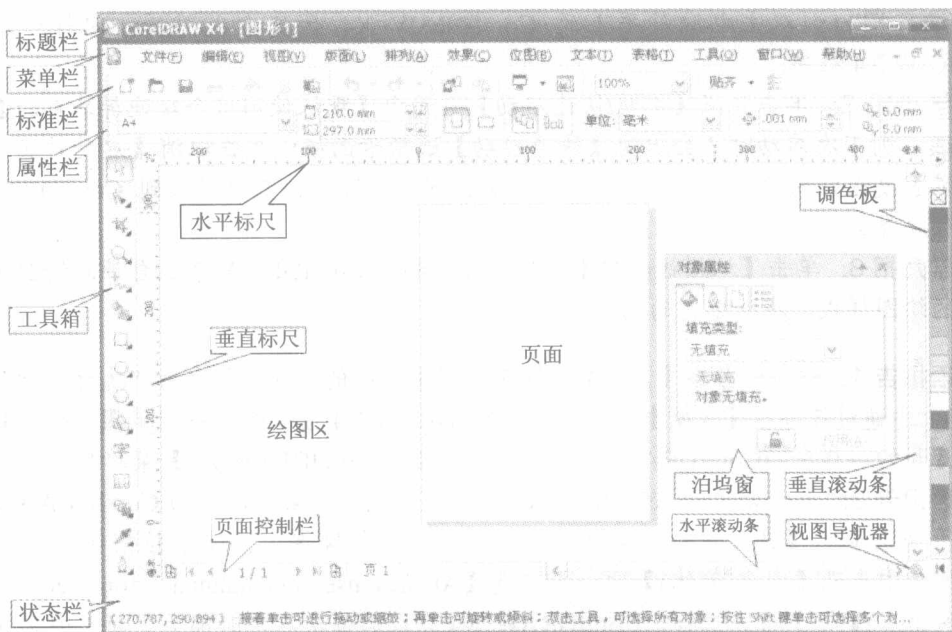 CorelDRAW X4 - [图形1]
标题栏
文件(F) 编辑(E) 视图(V) 版面(L) 排列(A) 效果(C) 位图(B) 文本(T) 表格(T) 工具(O) 窗口(W) 帮助(H)
菜单栏
100% 贴齐
标准栏
A4 210.0 mm 297.0 mm 单位: 毫米 .001 mm 5.0 mm 5.0 mm
属性栏
200 100 0 100 200 300 400 毫米
水平标尺
调色板
300
对象属性
工具箱
200
垂直标尺
填充类型:
页面
无填充
无填充
对象无填充。
100
绘图区
字
泊坞窗
垂直滚动条
0
页面控制栏
水平滚动条
视图导航器
1 / 1 页 1
状态栏
(270.787, 290.894) 接着单击可进行拖动或缩放；再单击可旋转或倾斜；双击工具，可选择所有对象；按住 Shift 键单击可选择多个对...